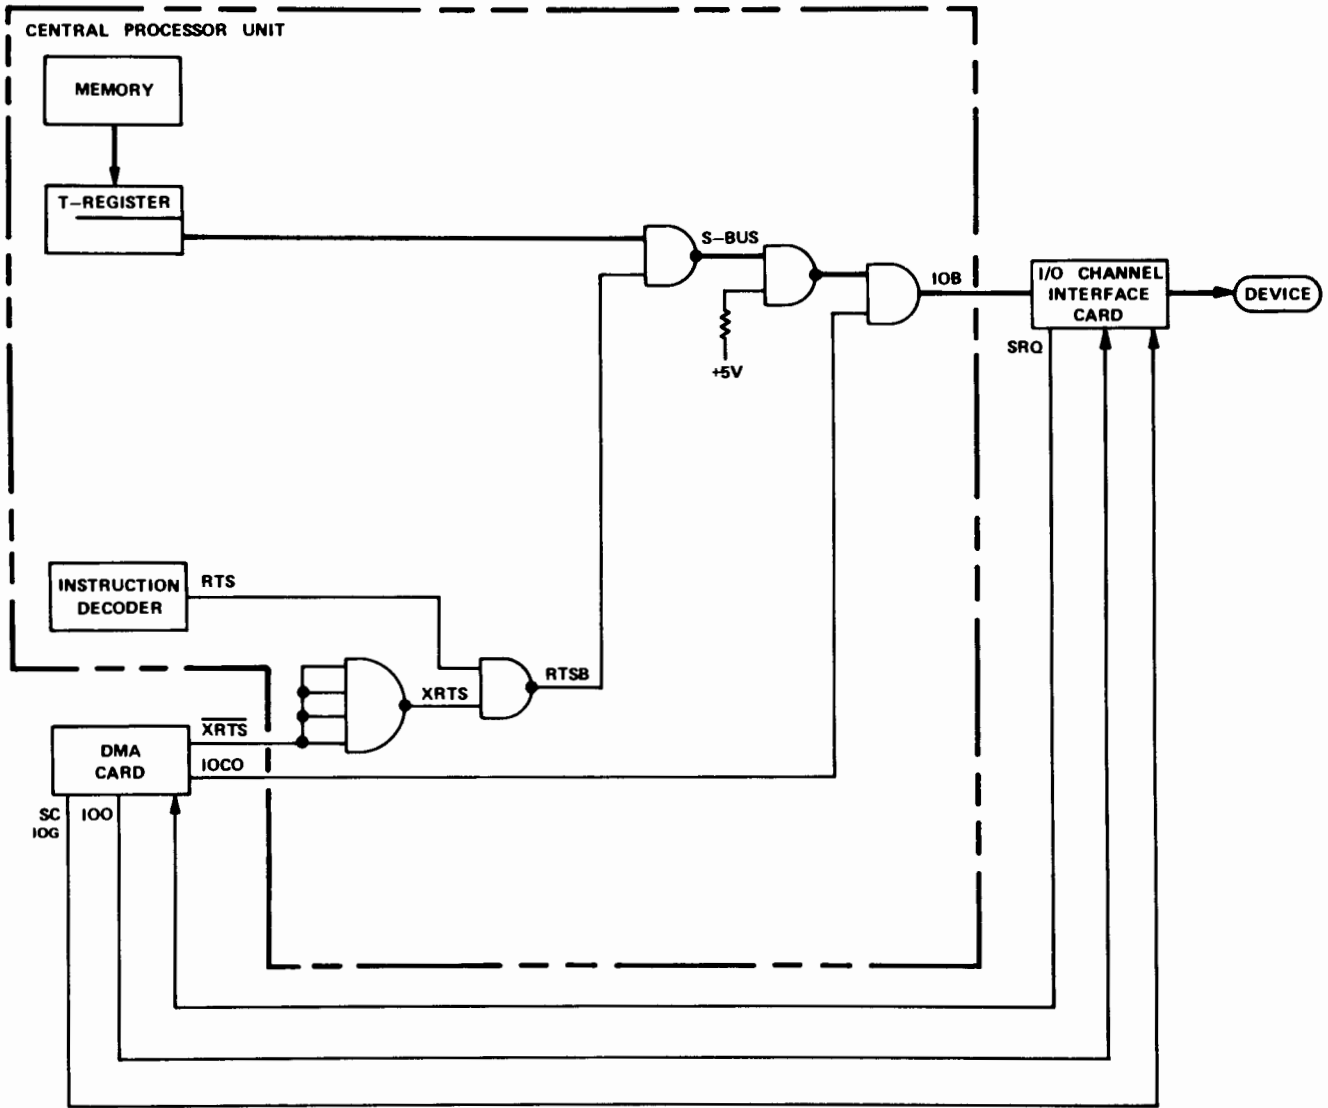 CENTRAL PROCESSOR UNIT
MEMORY
T-REGISTER
S-BUS
IOB
I/O CHANNEL
INTERFACE
CARD
DEVICE
+5V
SRQ
INSTRUCTION
DECODER
RTS
XRTS
RTSB
XRTS
DMA
CARD
IOCO
SC
IOG
IOO